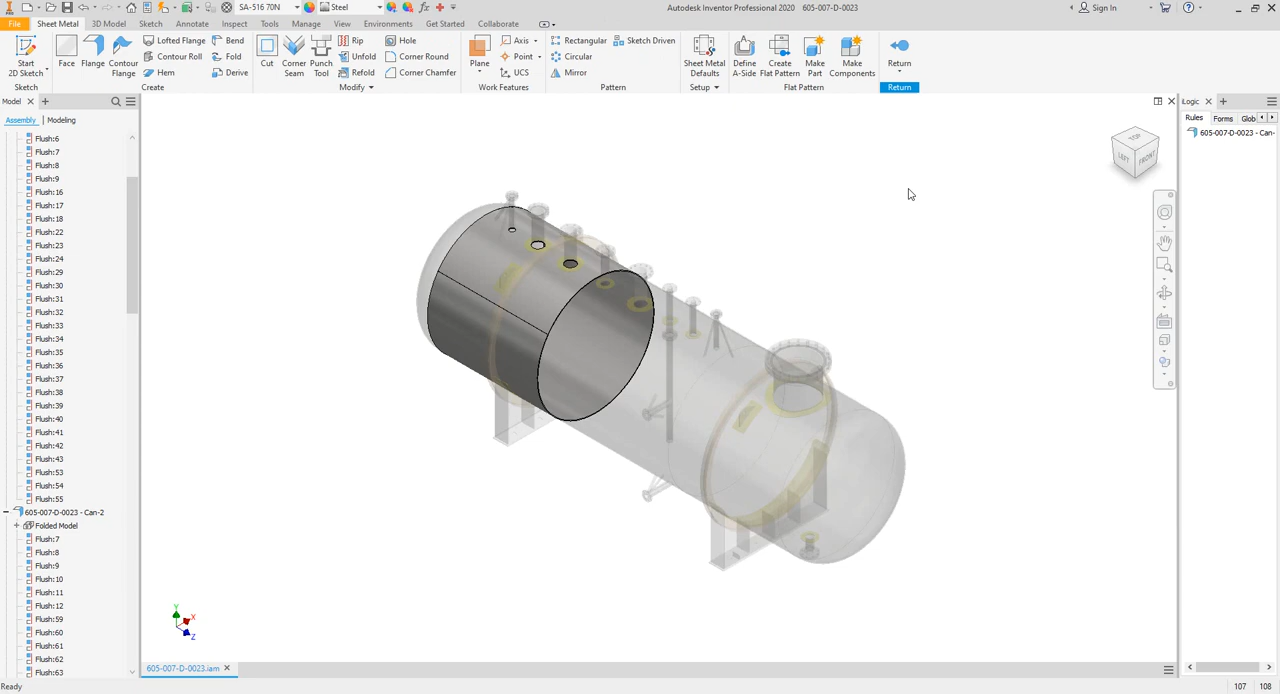 SA-516 70N
Steel
Autodesk Inventor Professional 2020 605-007-D-0023
Sign In
File Sheet Metal 3D Model Sketch Annotate Inspect Tools Manage View Environments Get Started Collaborate
Start
2D Sketch
Face
Flange
Contour
Flange
Lofted Flange
Contour Roll
Hem
Bend
Fold
Derive
Cut
Corner
Seam
Punch
Tool
Rip
Unfold
Refold
Hole
Corner Round
Corner Chamfer
Plane
Axis
Point
UCS
Rectangular
Circular
Mirror
Sketch Driven
Sheet Metal
Defaults
Define
A-Side
Create
Flat Pattern
Make
Part
Make
Components
Return
Sketch Create Modify Work Features Pattern Setup Flat Pattern Return
Model
iLogic
Assembly Modeling
Rules Forms Glob
605-007-D-0023 - Can-
Flush:6
Flush:7
Flush:8
Flush:9
Flush:16
Flush:17
Flush:18
Flush:22
Flush:23
Flush:24
Flush:29
Flush:30
Flush:31
Flush:32
Flush:33
Flush:34
Flush:35
Flush:36
Flush:37
Flush:38
Flush:39
Flush:40
Flush:41
Flush:42
Flush:43
Flush:53
Flush:54
Flush:55
605-007-D-0023 - Can-2
Folded Model
Flush:7
Flush:8
Flush:9
Flush:10
Flush:11
Flush:12
Flush:59
Flush:60
Flush:61
Flush:62
Flush:63
TOP
LEFT FRONT
Y
X
Z
605-007-D-0023.iam
Ready
107 108